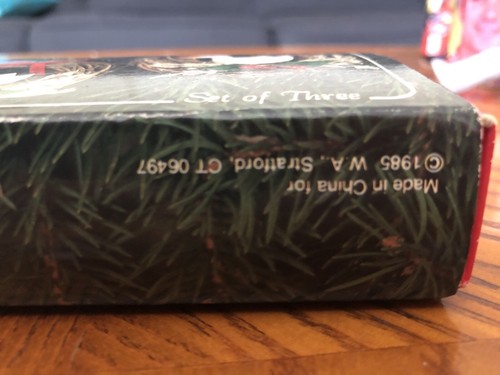 Set of Three
Made in China for
©1985 W.A., Stratford, CT 06497